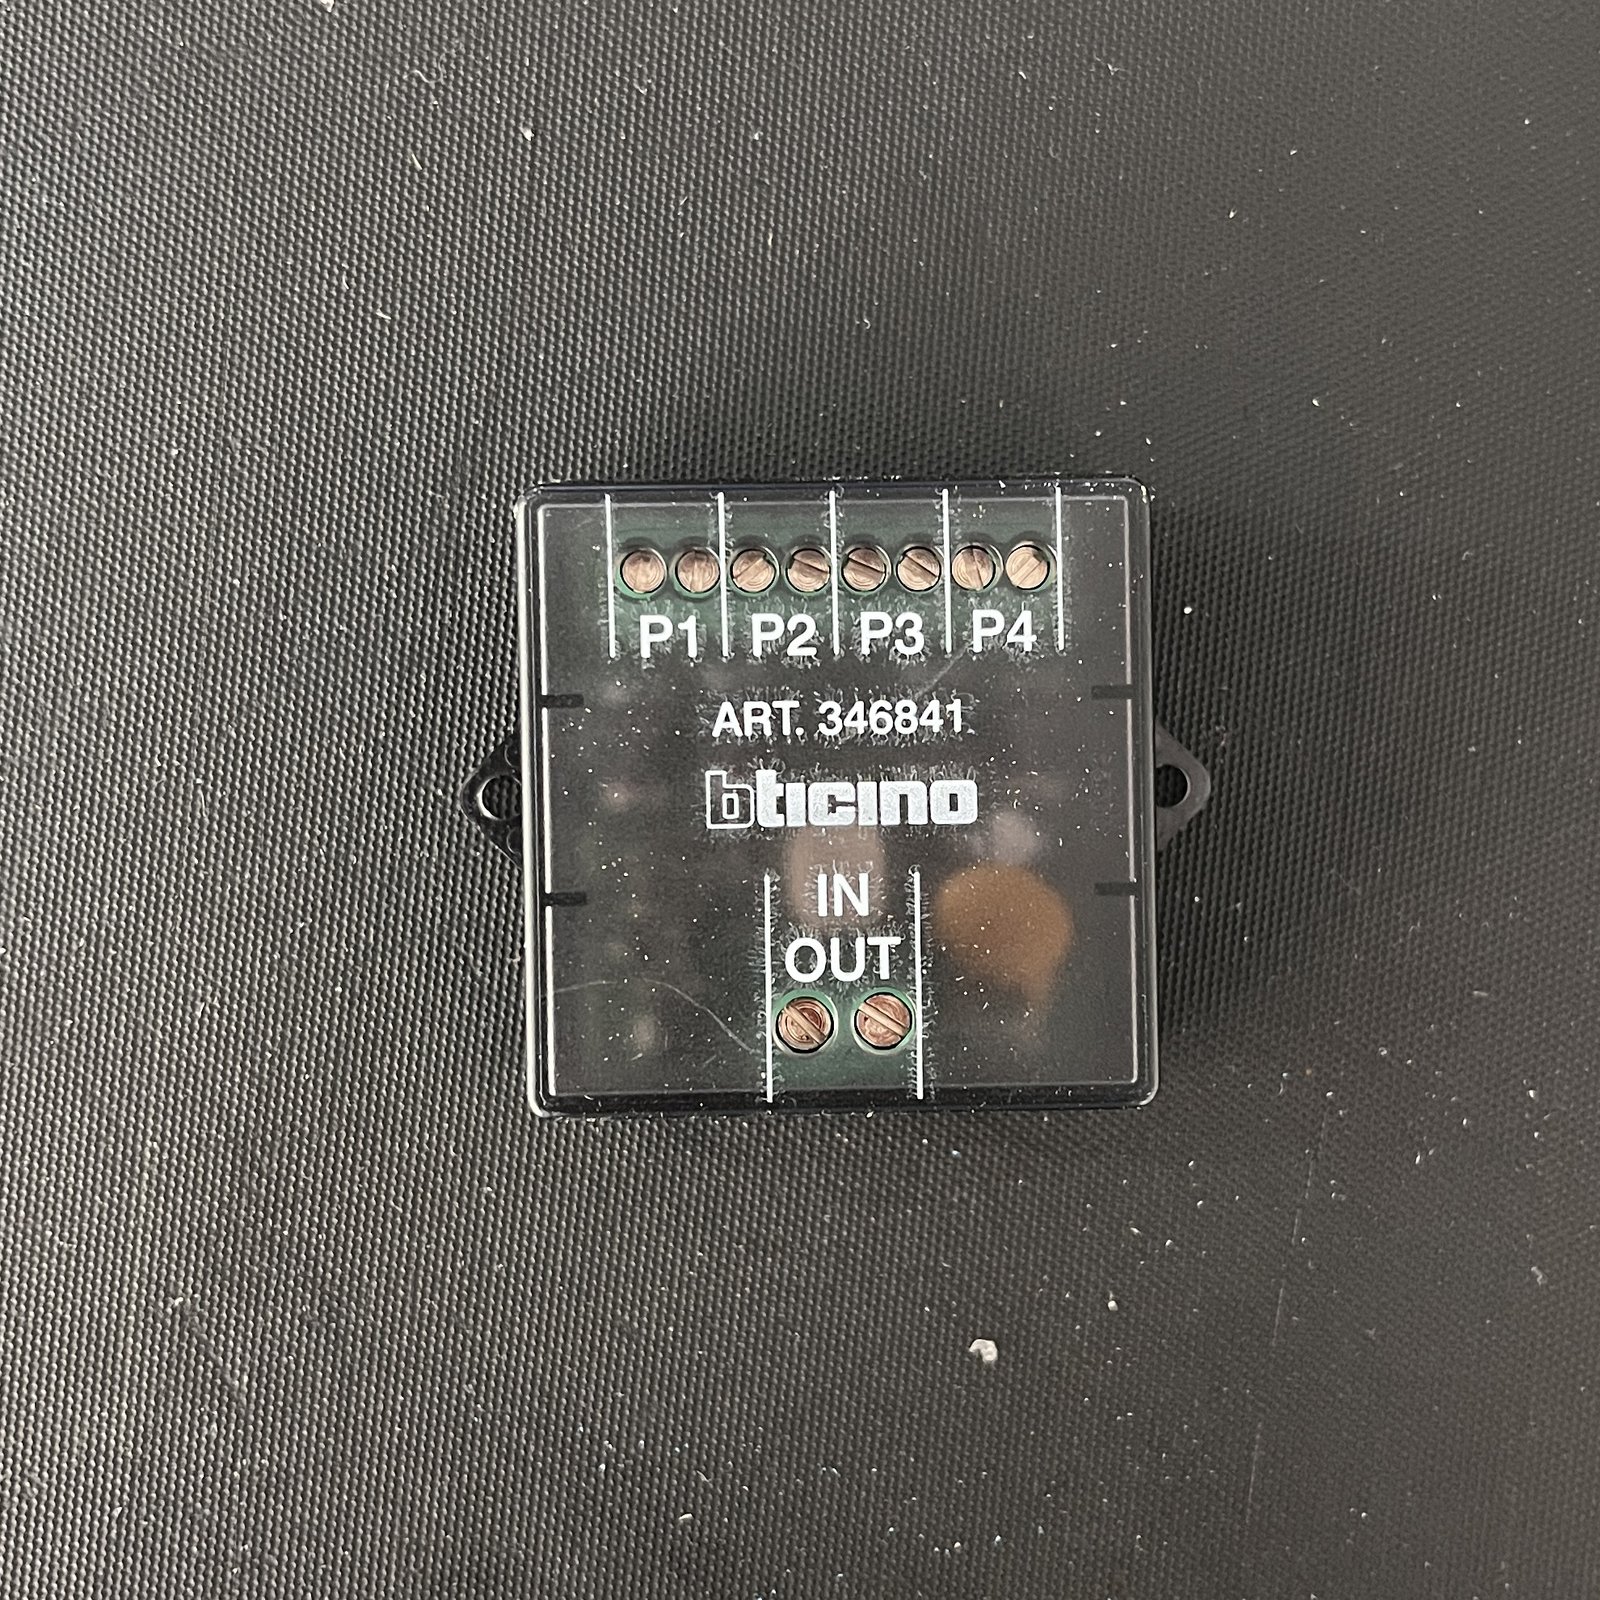 P1 P2 P3 P4
ART. 346841
bticino
IN
OUT